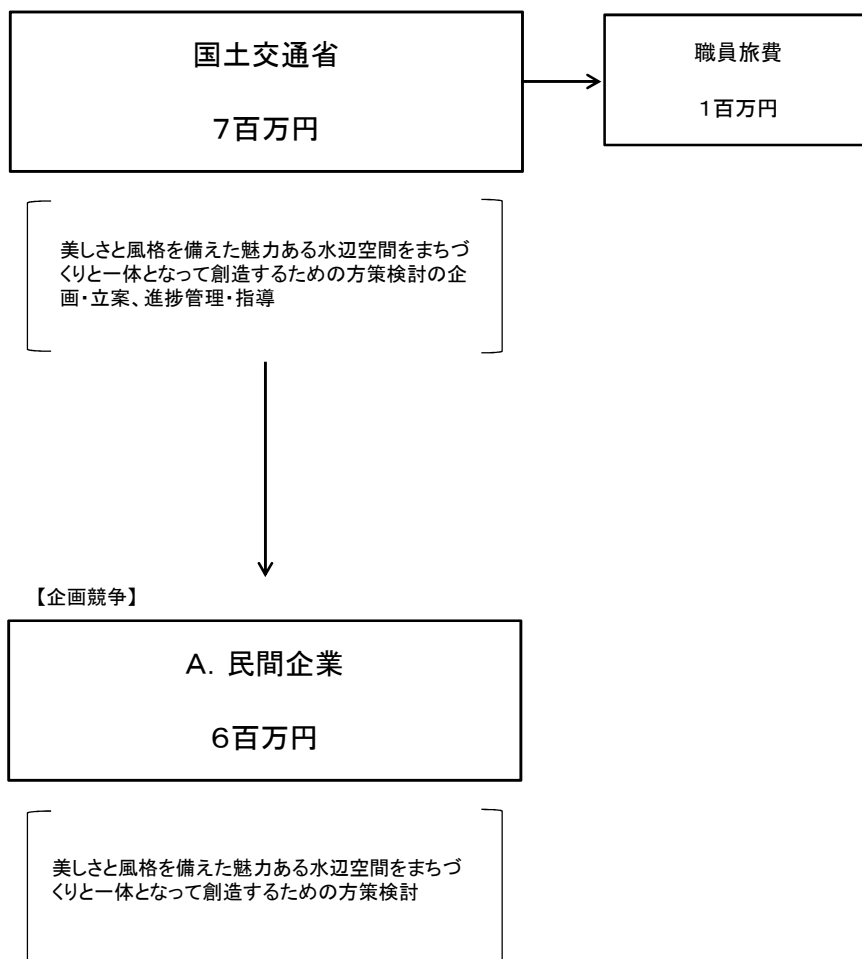 国土交通省
7百万円
職員旅費
1百万円
美しさと風格を備えた魅力ある水辺空間をまちづ
くりと一体となって創造するための方策検討の企
画・立案、進捗管理・指導
【企画競争】
A. 民間企業
6百万円
美しさと風格を備えた魅力ある水辺空間をまちづ
くりと一体となって創造するための方策検討